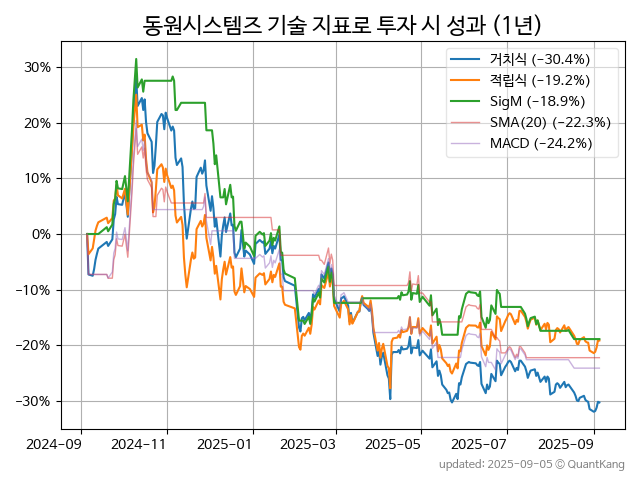 동원시스템즈 기술 지표로 투자 시 성과 (1년)
거치식 (−30.4%)
적립식 (−19.2%)
SigM (−18.9%)
SMA(20) (−22.3%)
MACD (−24.2%)
30%
20%
10%
0%
−10%
−20%
−30%
2024-09
2024-11
2025-01
2025-03
2025-05
2025-07
2025-09
updated: 2025-09-05 © QuantKang